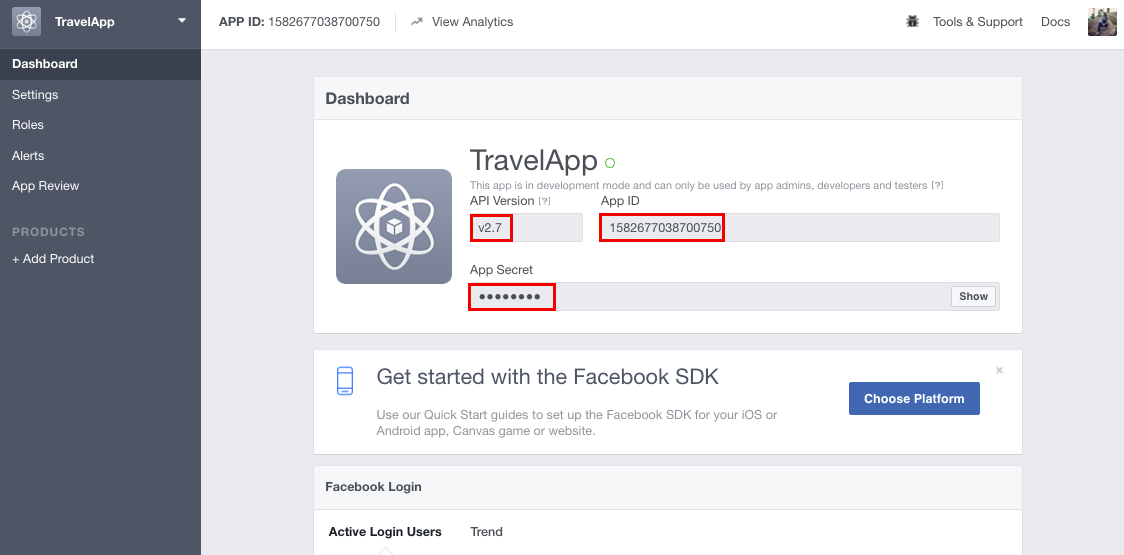 TravelApp
APP ID: 1582677038700750
View Analytics
Tools & Support
Docs
Dashboard
Settings
Roles
Alerts
App Review
PRODUCTS
+ Add Product
Dashboard
TravelApp
This app is in development mode and can only be used by app admins, developers and testers [?]
API Version [?]
App ID
v2.7
1582677038700750
App Secret
●●●●●●●●
Show
Get started with the Facebook SDK
Use our Quick Start guides to set up the Facebook SDK for your iOS or
Android app, Canvas game or website.
Choose Platform
Facebook Login
Active Login Users
Trend